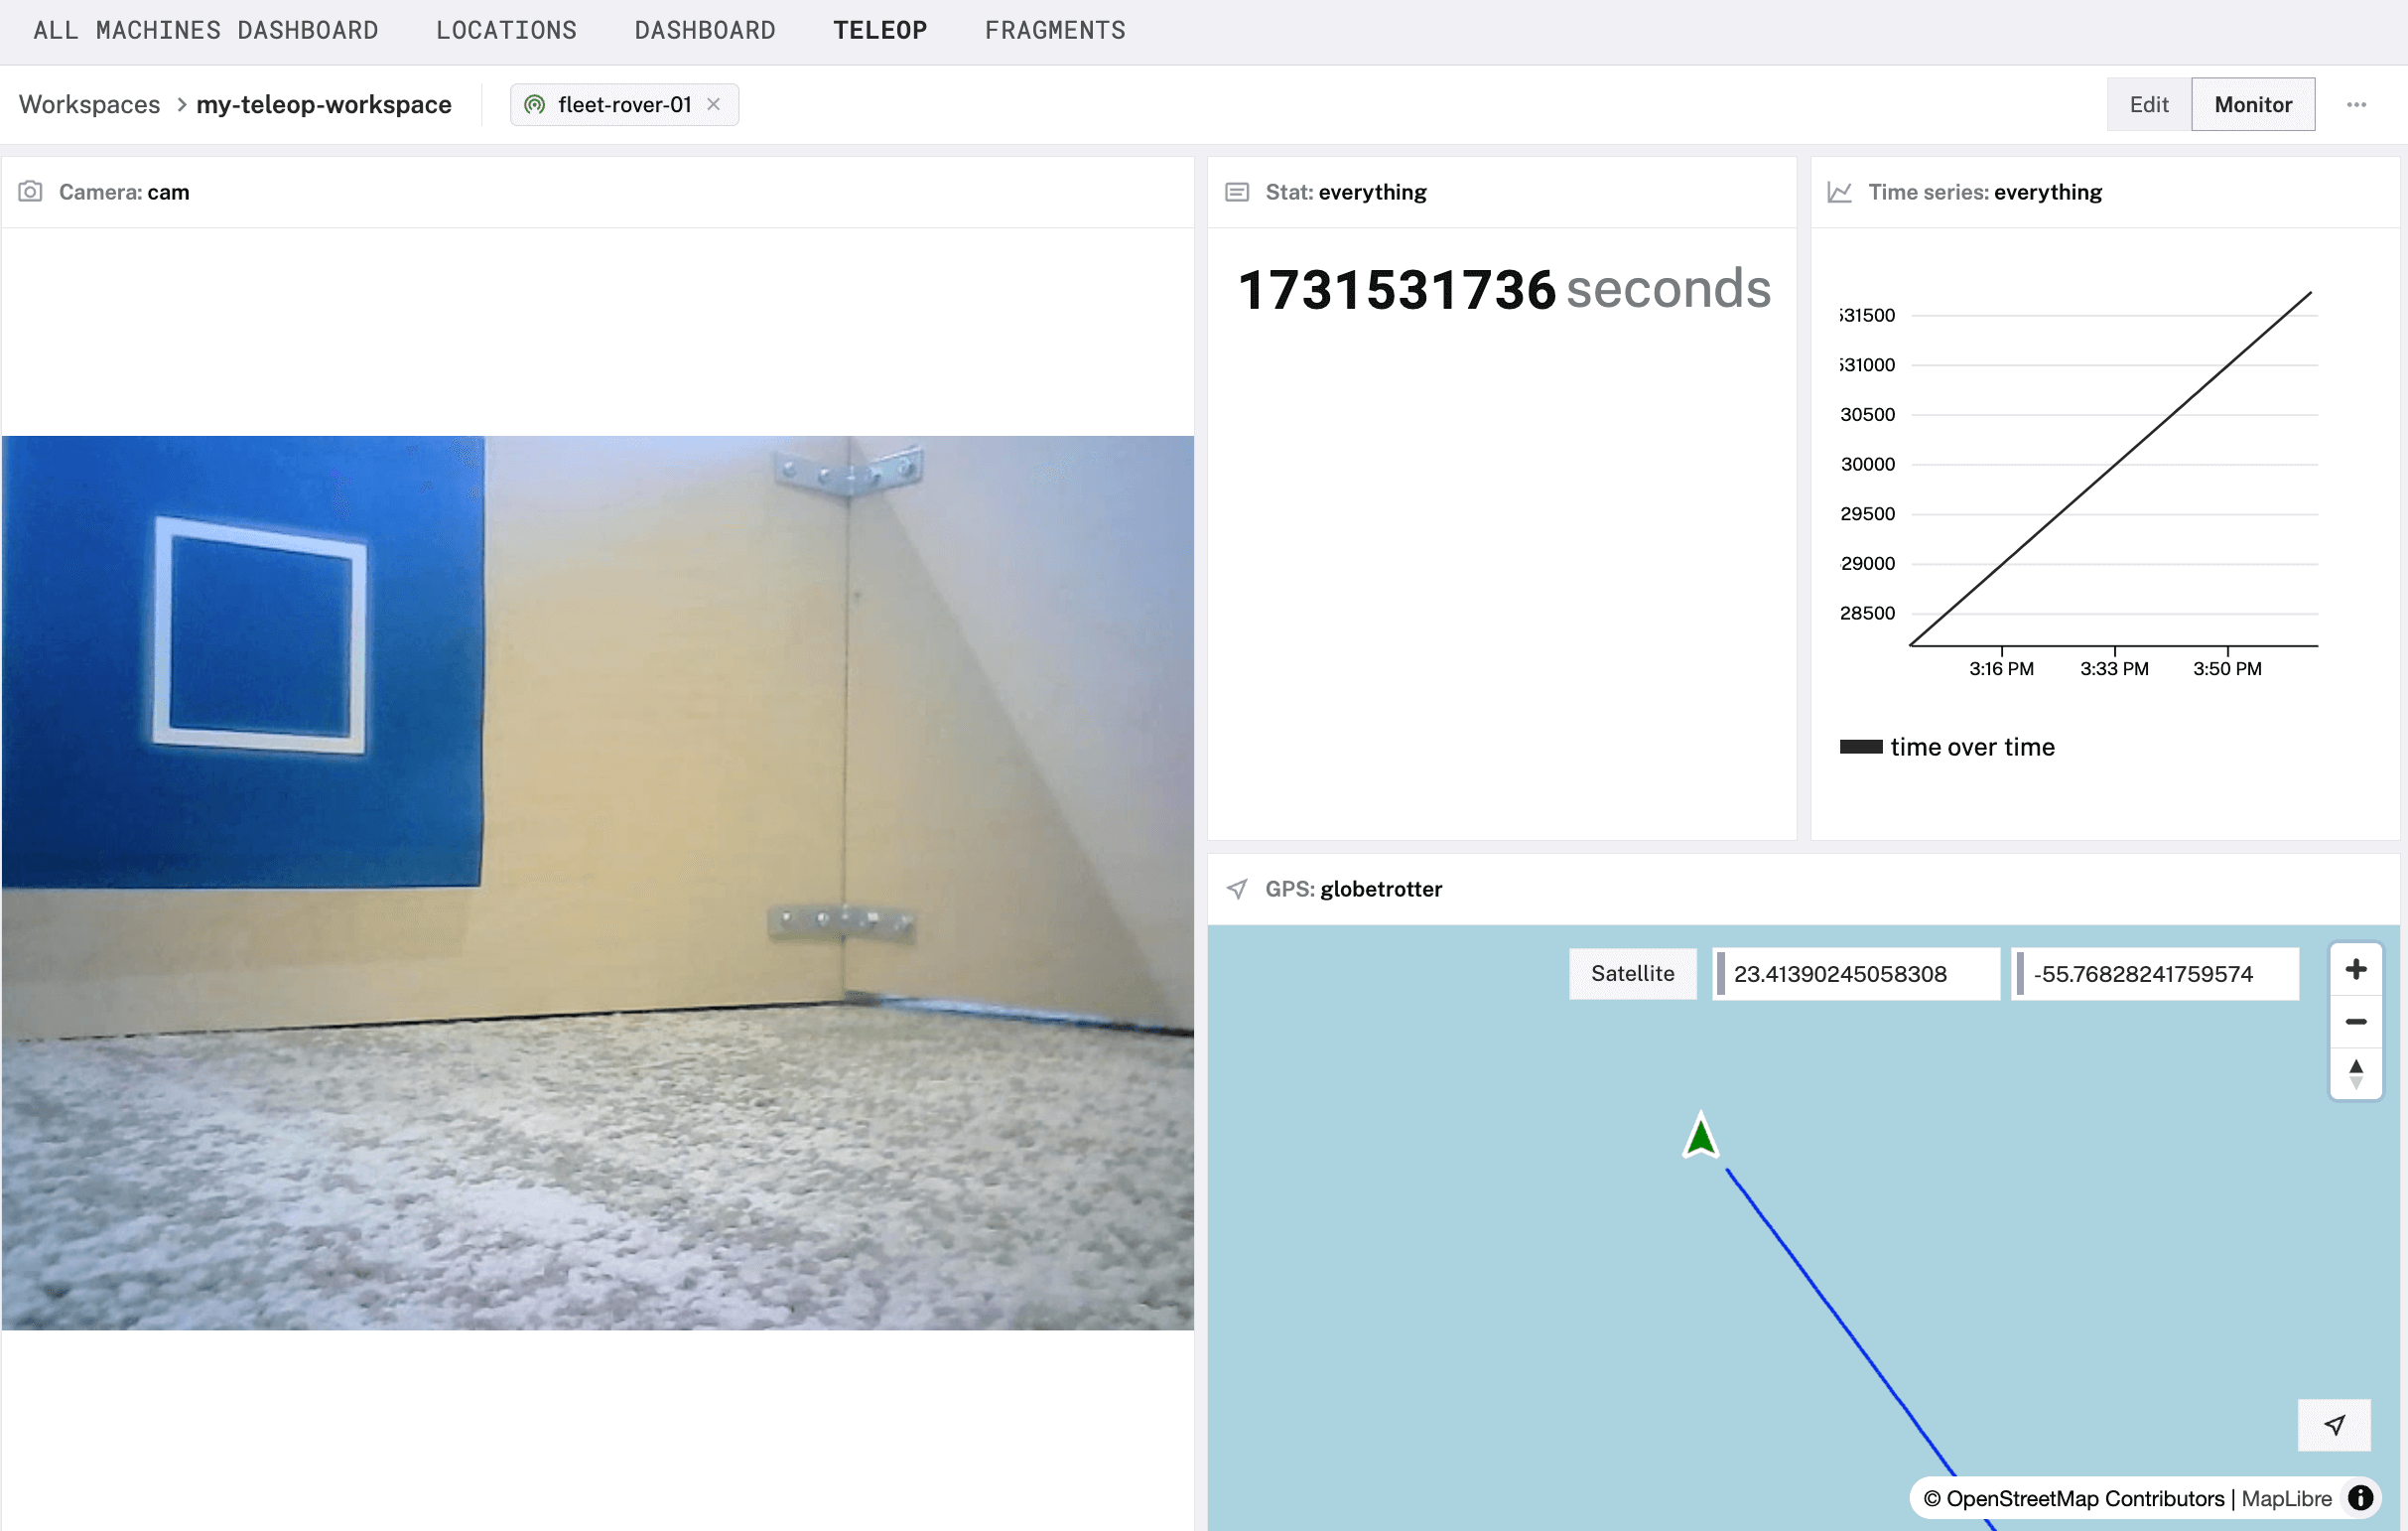 ALL MACHINES DASHBOARD LOCATIONS DASHBOARD TELEOP FRAGMENTS
Workspaces > my-teleop-workspace fleet-rover-01 × Edit Monitor ···
Camera: cam
Stat: everything
1731531736 seconds
Time series: everything
531500
531000
30500
30000
29500
29000
28500
3:16 PM 3:33 PM 3:50 PM
time over time
GPS: globetrotter
Satellite 23.41390245058308 -55.76828241759574
© OpenStreetMap Contributors | MapLibre